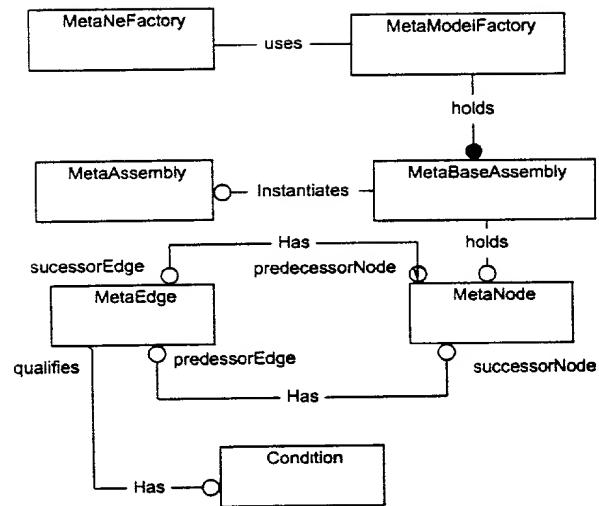 MetaNeFactory
uses
MetaModelFactory
holds
MetaAssembly
Instantiates
MetaBaseAssembly
Has
holds
sucessorEdge
predecessorNode
MetaEdge
MetaNode
qualifies
predessorEdge
successorNode
Has
Condition
Has